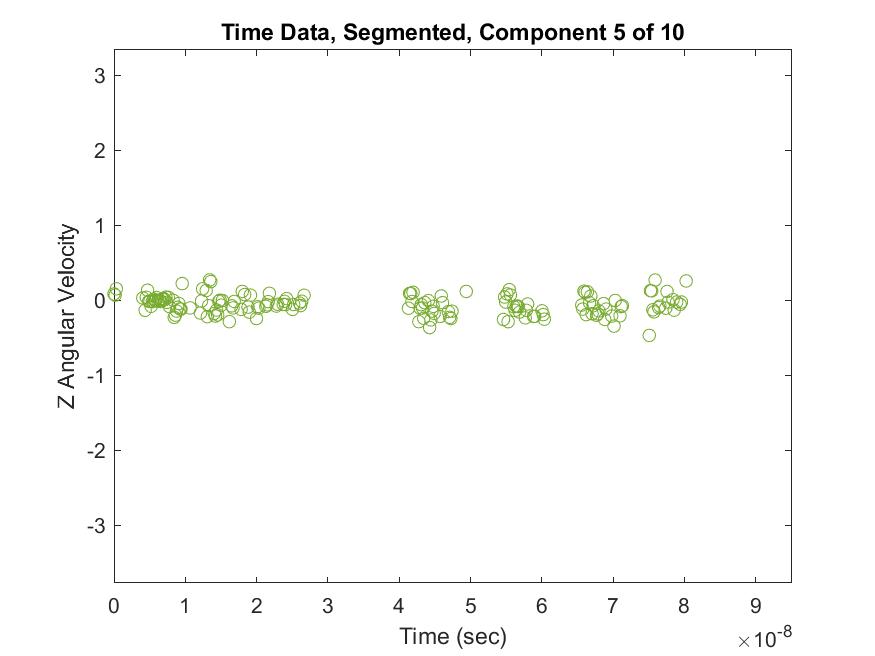 Time Data, Segmented, Component 5 of 10
3
2
1
0
-1
-2
-3
Z Angular Velocity
0 1 2 3 4 5 6 7 8 9
Time (sec)
×10⁻⁸